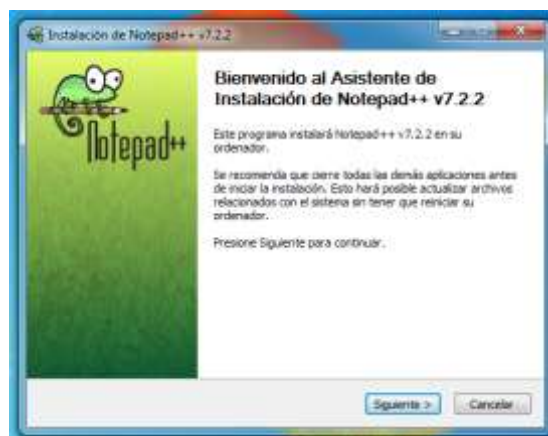 Instalación de Notepad++ v7.2.2
Notepad++
Bienvenido al Asistente de
Instalación de Notepad++ v7.2.2
Este programa instalará Notepad++ v7.2.2 en su
ordenador.
Se recomienda que cierre todas las demás aplicaciones antes
de iniciar la instalación. Esto hará posible actualizar archivos
relacionados con el sistema sin tener que reiniciar su
ordenador.
Presione Siguiente para continuar.
Siguiente >
Cancelar